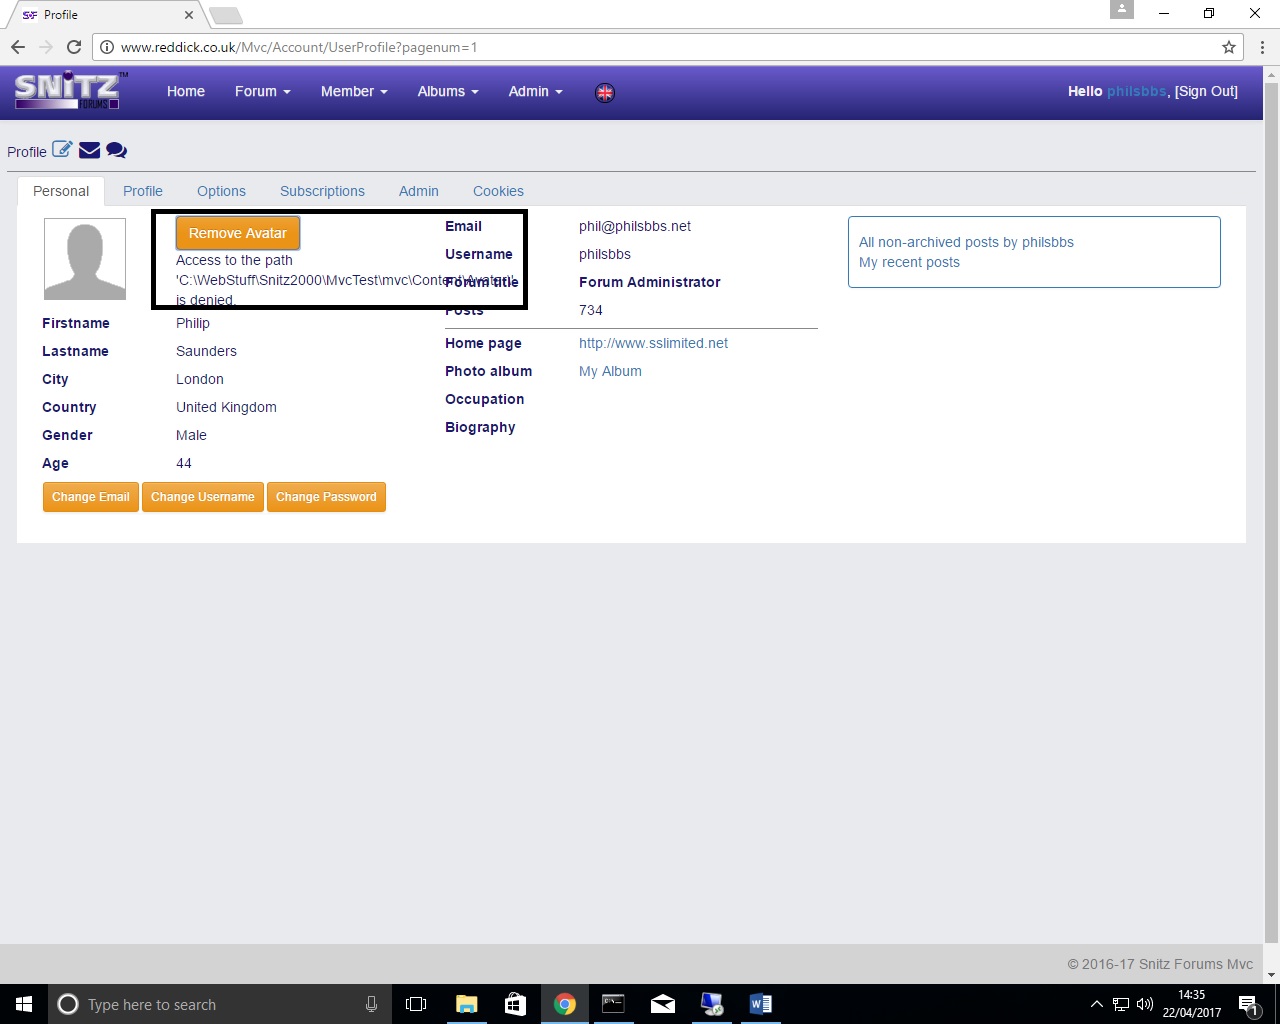 Profile
www.reddick.co.uk/Mvc/Account/UserProfile?pagenum=1
SNiTZ™ FORUMS
Home Forum Member Albums Admin
Hello philsbbs, [Sign Out]
Profile
Personal Profile Options Subscriptions Admin Cookies
Remove Avatar
Access to the path
'C:\WebStuff\Snitz2000\MvcTest\mvc\Content\Avatar\'
is denied.
Firstname Philip
Lastname Saunders
City London
Country United Kingdom
Gender Male
Age 44
Change Email Change Username Change Password
Email phil@philsbbs.net
Username philsbbs
Forum title Forum Administrator
Posts 734
Home page http://www.sslimited.net
Photo album My Album
Occupation
Biography
All non-archived posts by philsbbs
My recent posts
© 2016-17 Snitz Forums Mvc
Type here to search
14:35
22/04/2017
1